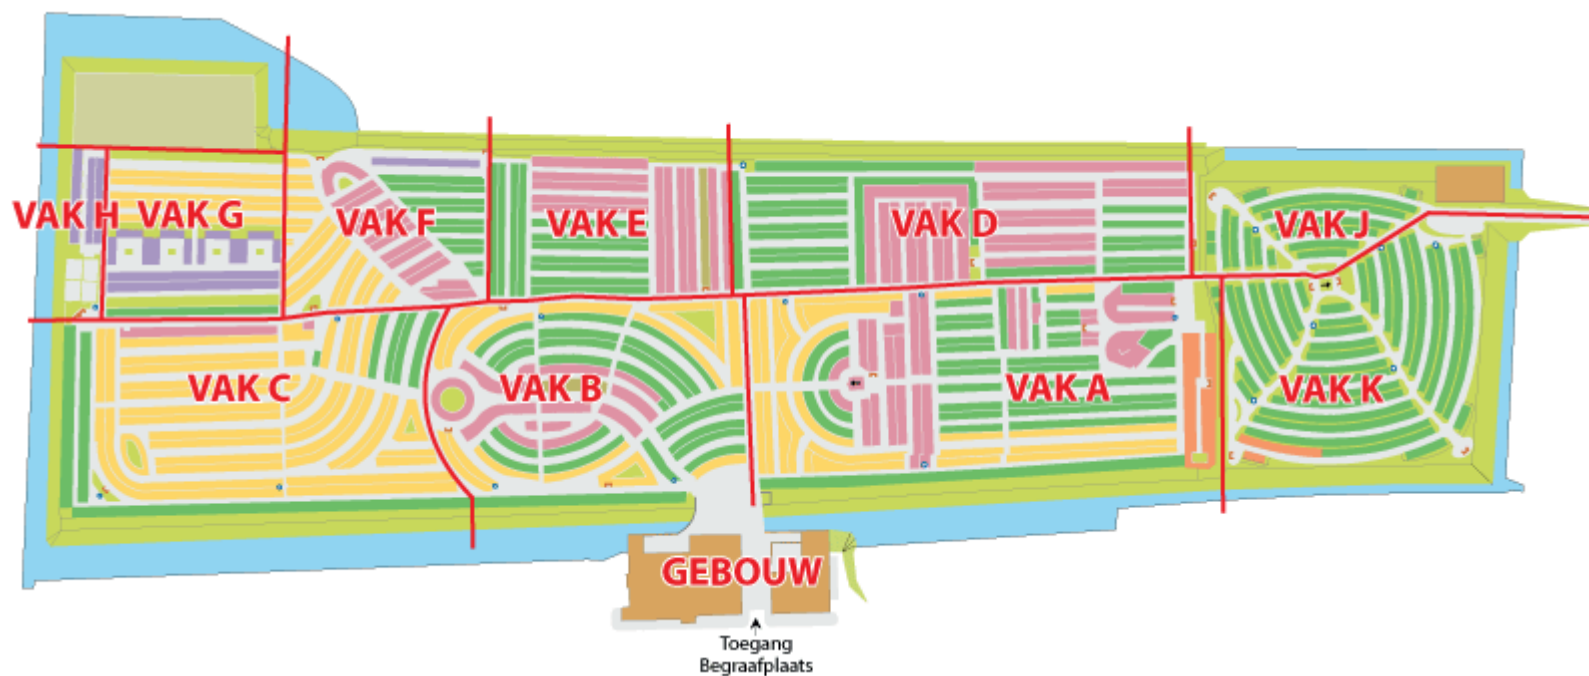 VAK H
VAK G
VAK F
VAK E
VAK D
VAK J
VAK C
VAK B
VAK A
VAK K
GEBOUW
Toegang
Begraafplaats